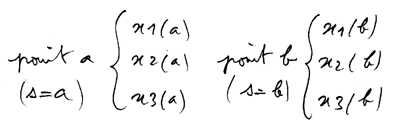 x1(a) x1(b)
point a { x2(a) point b { x2(b)
(s=a) x3(a) (s=b) x3(b)